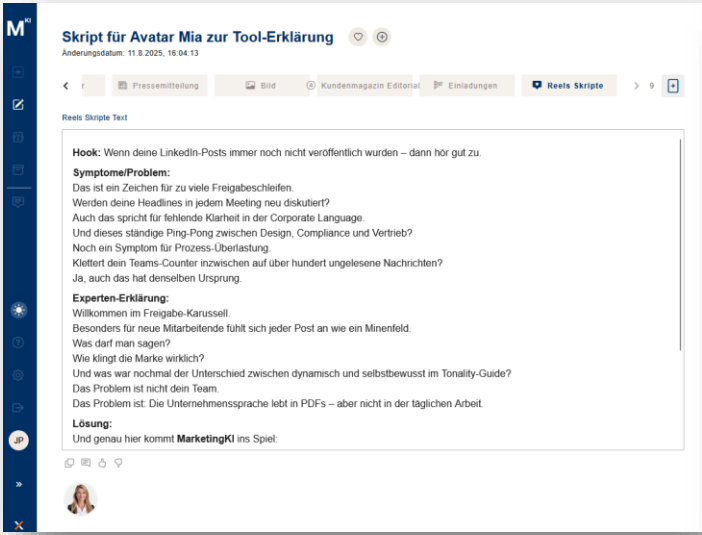 MKI
Skript für Avatar Mia zur Tool-Erklärung
Änderungsdatum: 11.8.2025, 16:04:13
r Pressemitteilung Bild Kundenmagazin Editorial Einladungen Reels Skripte 9
Reels Skripte Text
Hook: Wenn deine LinkedIn-Posts immer noch nicht veröffentlich wurden – dann hör gut zu.
Symptome/Problem:
Das ist ein Zeichen für zu viele Freigabeschleifen.
Werden deine Headlines in jedem Meeting neu diskutiert?
Auch das spricht für fehlende Klarheit in der Corporate Language.
Und dieses ständige Ping-Pong zwischen Design, Compliance und Vertrieb?
Noch ein Symptom für Prozess-Überlastung.
Klettert dein Teams-Counter inzwischen auf über hundert ungelesene Nachrichten?
Ja, auch das hat denselben Ursprung.
Experten-Erklärung:
Willkommen im Freigabe-Karussell.
Besonders für neue Mitarbeitende fühlt sich jeder Post an wie ein Minenfeld.
Was darf man sagen?
Wie klingt die Marke wirklich?
Und was war nochmal der Unterschied zwischen dynamisch und selbstbewusst im Tonality-Guide?
Das Problem ist nicht dein Team.
Das Problem ist: Die Unternehmenssprache lebt in PDFs – aber nicht in der täglichen Arbeit.
Lösung:
Und genau hier kommt MarketingKI ins Spiel:
JP